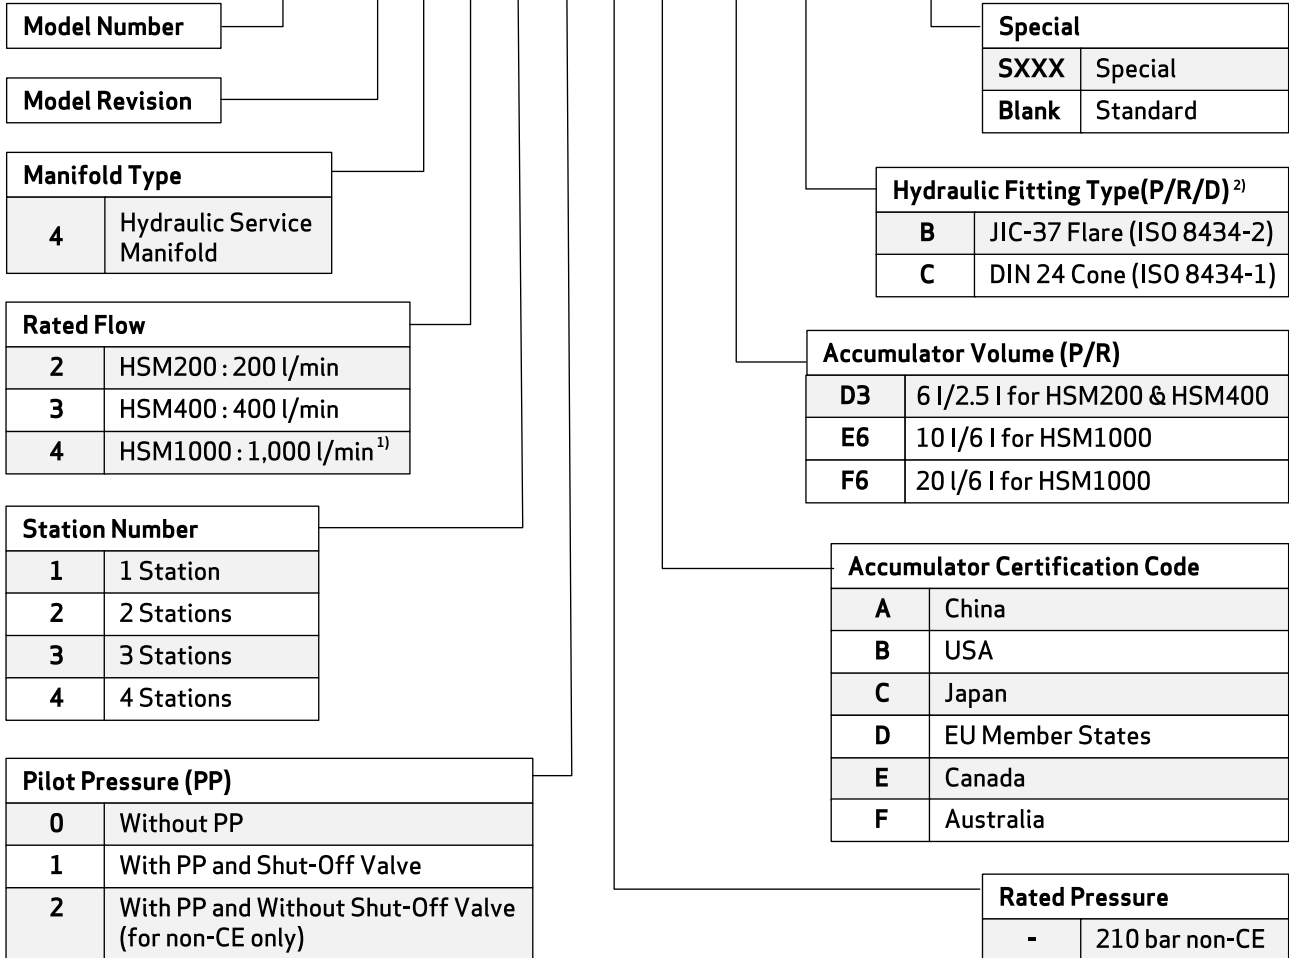 Model Number
Model Revision
Manifold Type
4 Hydraulic Service
Manifold
Rated Flow
2 HSM200 : 200 l/min
3 HSM400 : 400 l/min
4 HSM1000 : 1,000 l/min 1)
Station Number
1 1 Station
2 2 Stations
3 3 Stations
4 4 Stations
Pilot Pressure (PP)
0 Without PP
1 With PP and Shut-Off Valve
2 With PP and Without Shut-Off Valve
(for non-CE only)
Special
SXXX Special
Blank Standard
Hydraulic Fitting Type(P/R/D) 2)
B JIC-37 Flare (ISO 8434-2)
C DIN 24 Cone (ISO 8434-1)
Accumulator Volume (P/R)
D3 6 l/2.5 l for HSM200 & HSM400
E6 10 l/6 l for HSM1000
F6 20 l/6 l for HSM1000
Accumulator Certification Code
A China
B USA
C Japan
D EU Member States
E Canada
F Australia
Rated Pressure
- 210 bar non-CE